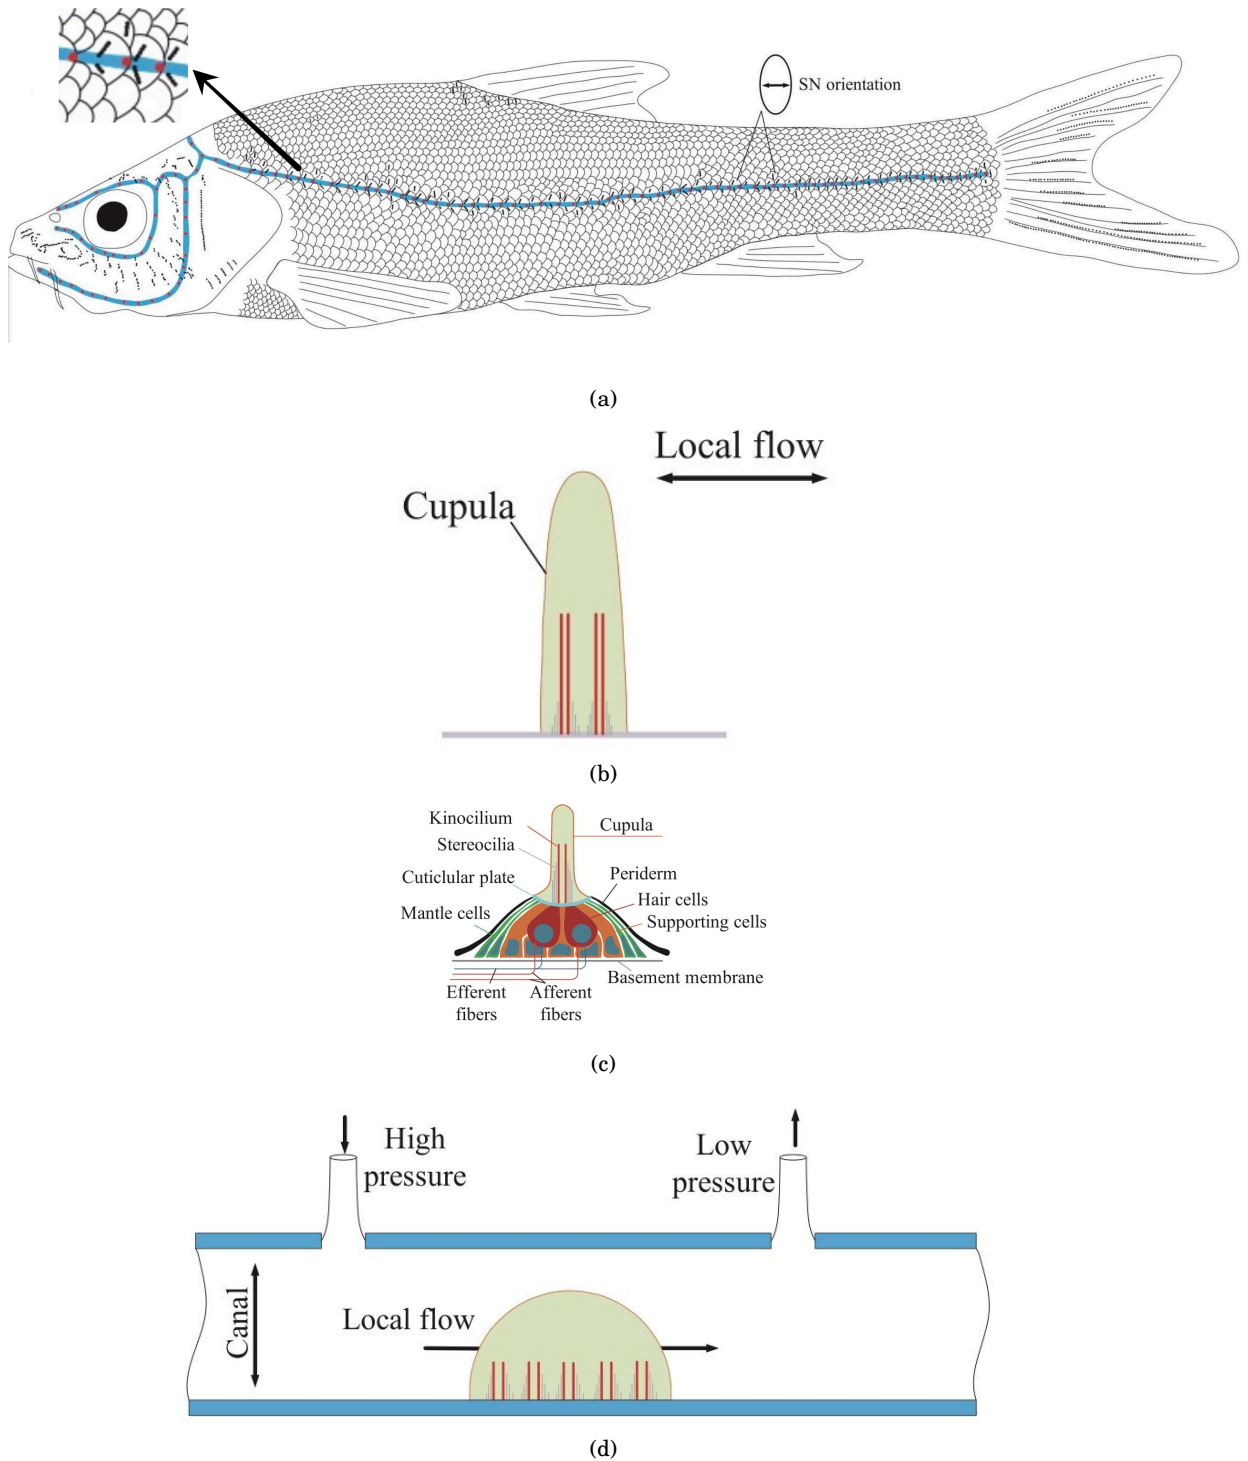 SN orientation
(a)
Local flow
Cupula
(b)
Kinocilium
Cupula
Stereocilia
Periderm
Cuticlular plate
Hair cells
Mantle cells
Supporting cells
Basement membrane
Efferent
fibers
Afferent
fibers
(c)
High
pressure
Low
pressure
Canal
Local flow
(d)